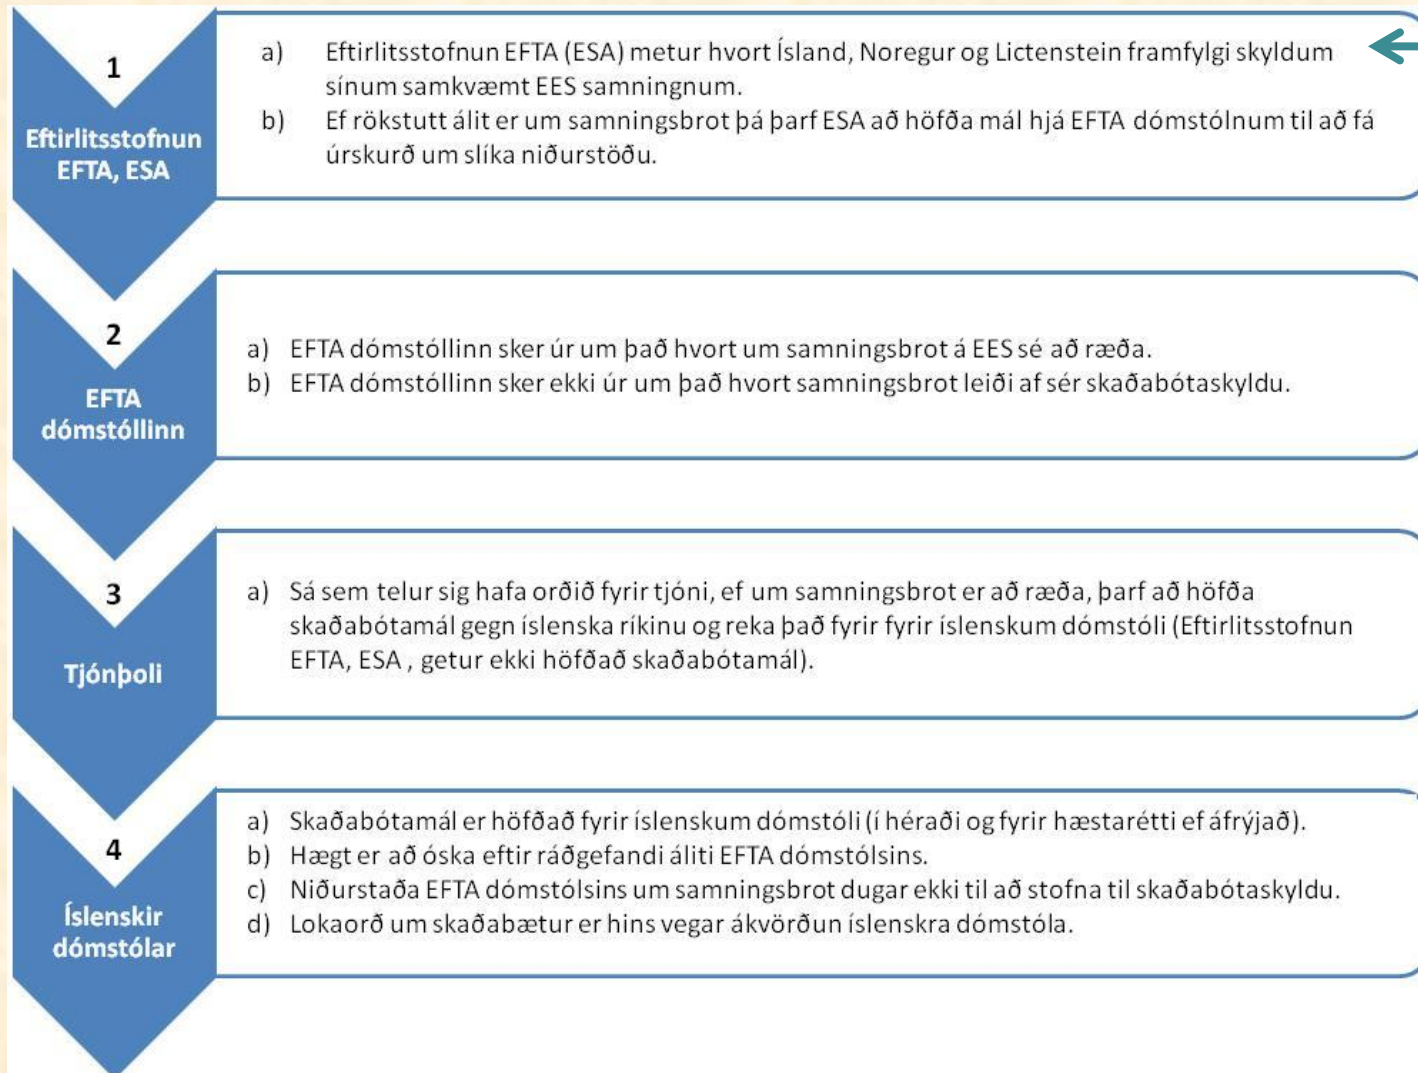 1
Eftirlitsstofnun
EFTA, ESA
a) Eftirlitsstofnun EFTA (ESA) metur hvort Ísland, Noregur og Lictenstein framfylgi skyldum
sínum samkvæmt EES samningnum.
b) Ef rökstutt álit er um samningsbrot þá þarf ESA að höfða mál hjá EFTA dómstólnum til að fá
úrskurð um slíka niðurstöðu.
2
EFTA
dómstóllinn
a) EFTA dómstóllinn sker úr um það hvort um samningsbrot á EES sé að ræða.
b) EFTA dómstóllinn sker ekki úr um það hvort samningsbrot leiði af sér skaðabótaskyldu.
3
Tjónþoli
a) Sá sem telur sig hafa orðið fyrir tjóni, ef um samningsbrot er að ræða, þarf að höfða
skaðabótamál gegn íslenska ríkinu og reka það fyrir fyrir íslenskum dómstóli (Eftirlitsstofnun
EFTA, ESA , getur ekki höfðað skaðabótamál).
4
Íslenskir
dómstólar
a) Skaðabótamál er höfðað fyrir íslenskum dómstóli (í héraði og fyrir hæstarétti ef áfrýjað).
b) Hægt er að óska eftir ráðgefandi áliti EFTA dómstólsins.
c) Niðurstaða EFTA dómstólsins um samningsbrot dugar ekki til að stofna til skaðabótaskyldu.
d) Lokaorð um skaðabætur er hins vegar ákvörðun íslenskra dómstóla.